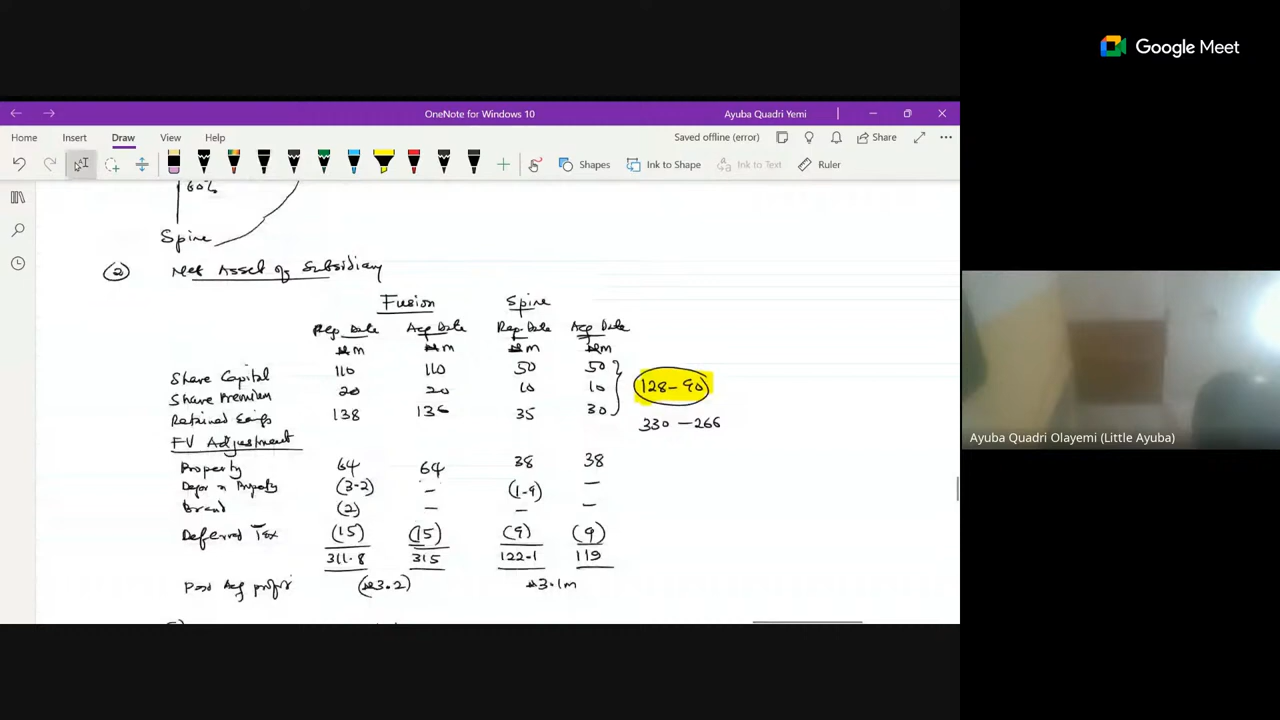 Google Meet
OneNote for Windows 10
Ayuba Quadri Yemi
Home Insert Draw View Help
Saved offline (error)
Share
Shapes
Ink to Shape
Ink to Text
Ruler
60%
Spine
(2) Net Asset of Subsidiary
Fusion Spine
Rep. Date Acq Date Rep. Date Acq Date
₦m ₦m ₦m ₦m
Share Capital 110 110 50 50
Share Premium 20 20 10 10 128-90
Retained Earnings 138 136 35 30
330-266
FV Adjustment
Property 64 64 38 38
Depr n Property (3-2) — (1-9) —
Brand (2) — — —
Deferred Tax (15) (15) (9) (9)
311.8 315 122.1 119
Post Acq profit (₦3.2) ₦3.1m
Ayuba Quadri Olayemi (Little Ayuba)